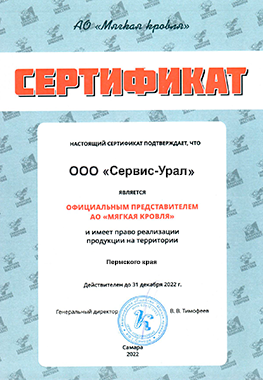 АО «Мягкая кровля»
СЕРТИФИКАТ
НАСТОЯЩИЙ СЕРТИФИКАТ ПОДТВЕРЖДАЕТ, ЧТО
ООО «Сервис-Урал»
ЯВЛЯЕТСЯ
ОФИЦИАЛЬНЫМ ПРЕДСТАВИТЕЛЕМ
АО «МЯГКАЯ КРОВЛЯ»
и имеет право реализации
продукции на территории
Пермского края
Действителен до 31 декабря 2022 г.
Генеральный директор
В. В. Тимофеев
Самара
2022